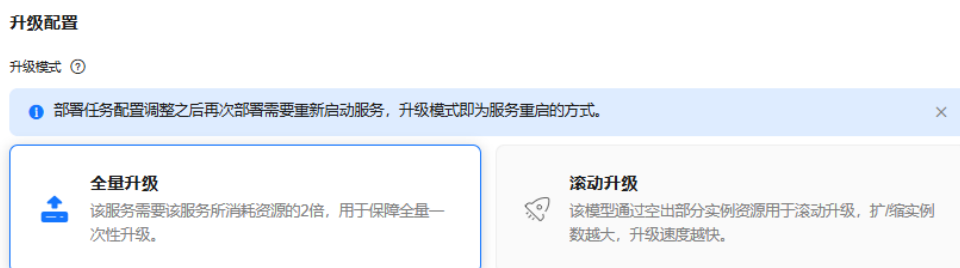 升级配置
升级模式
部署任务配置调整之后再次部署需要重新启动服务，升级模式即为服务重启的方式。
全量升级
该服务需要该服务所消耗资源的2倍，用于保障全量一
次性升级。
滚动升级
该模型通过空出部分实例资源用于滚动升级，扩/缩实例
数越大，升级速度越快。